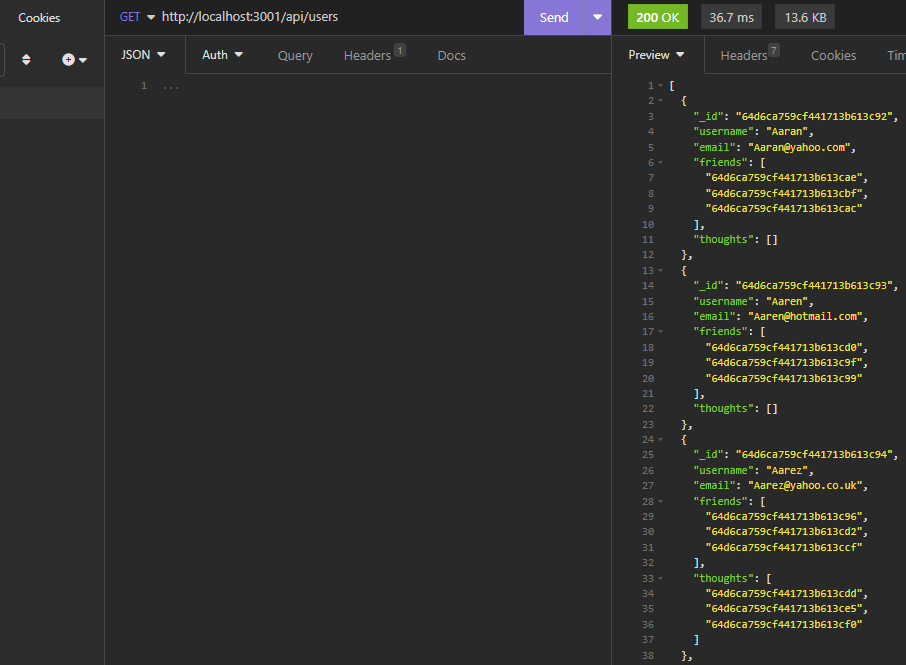 Cookies
GET http://localhost:3001/api/users
Send
200 OK
36.7 ms
13.6 KB
JSON
Auth
Query
Headers 1
Docs
Preview
Headers 7
Cookies
Tim
1 ...
1 [
2 {
3 "_id": "64d6ca759cf441713b613c92",
4 "username": "Aaran",
5 "email": "Aaran@yahoo.com",
6 "friends": [
7 "64d6ca759cf441713b613cae",
8 "64d6ca759cf441713b613cbf",
9 "64d6ca759cf441713b613cac"
10 ],
11 "thoughts": []
12 },
13 {
14 "_id": "64d6ca759cf441713b613c93",
15 "username": "Aaren",
16 "email": "Aaren@hotmail.com",
17 "friends": [
18 "64d6ca759cf441713b613cd0",
19 "64d6ca759cf441713b613c9f",
20 "64d6ca759cf441713b613c99"
21 ],
22 "thoughts": []
23 },
24 {
25 "_id": "64d6ca759cf441713b613c94",
26 "username": "Aarez",
27 "email": "Aarez@yahoo.co.uk",
28 "friends": [
29 "64d6ca759cf441713b613c96",
30 "64d6ca759cf441713b613cd2",
31 "64d6ca759cf441713b613ccf"
32 ],
33 "thoughts": [
34 "64d6ca759cf441713b613cdd",
35 "64d6ca759cf441713b613ce5",
36 "64d6ca759cf441713b613cf0"
37 ]
38 },